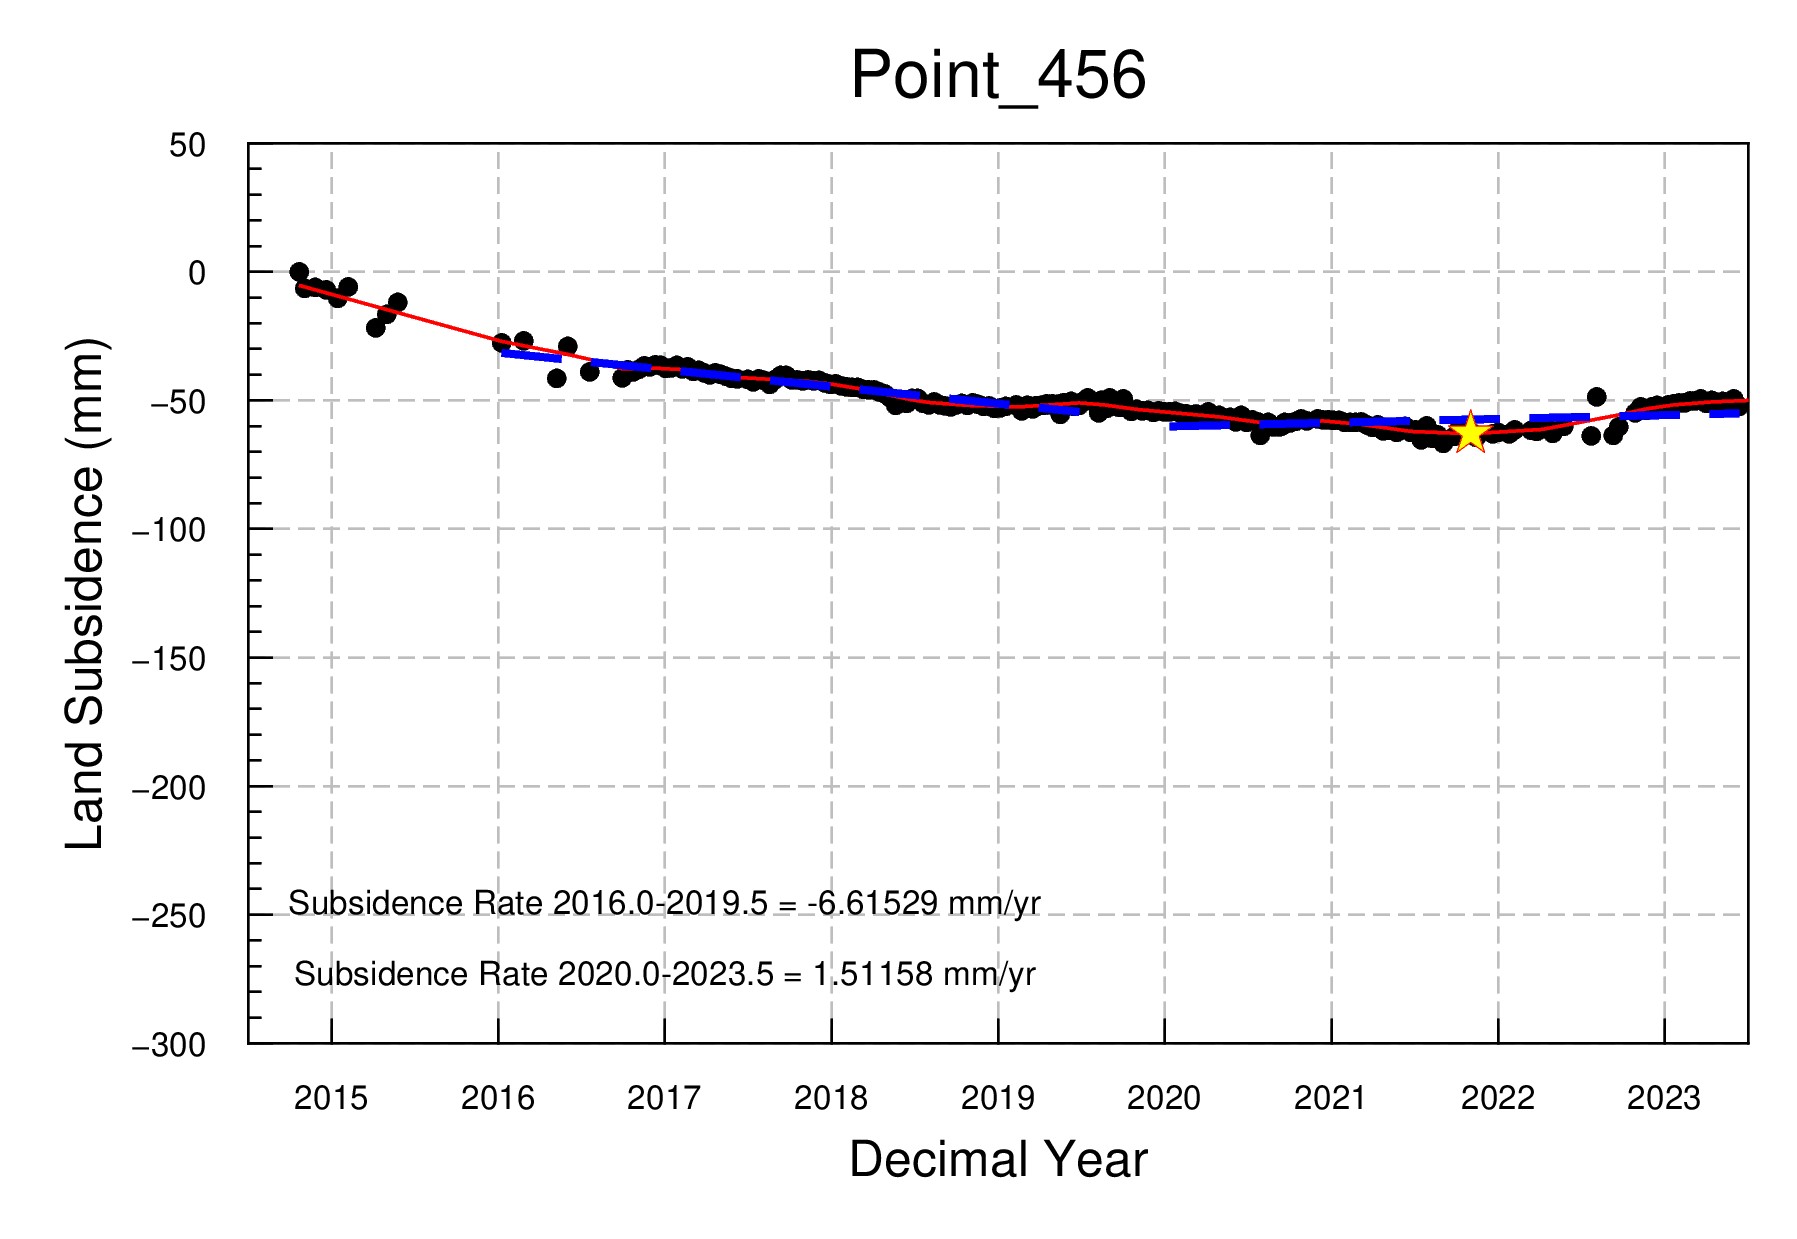 Point_456
50
0
−50
−100
−150
−200
−250
−300
Land Subsidence (mm)
Subsidence Rate 2016.0-2019.5 = -6.61529 mm/yr
Subsidence Rate 2020.0-2023.5 = 1.51158 mm/yr
2015 2016 2017 2018 2019 2020 2021 2022 2023
Decimal Year